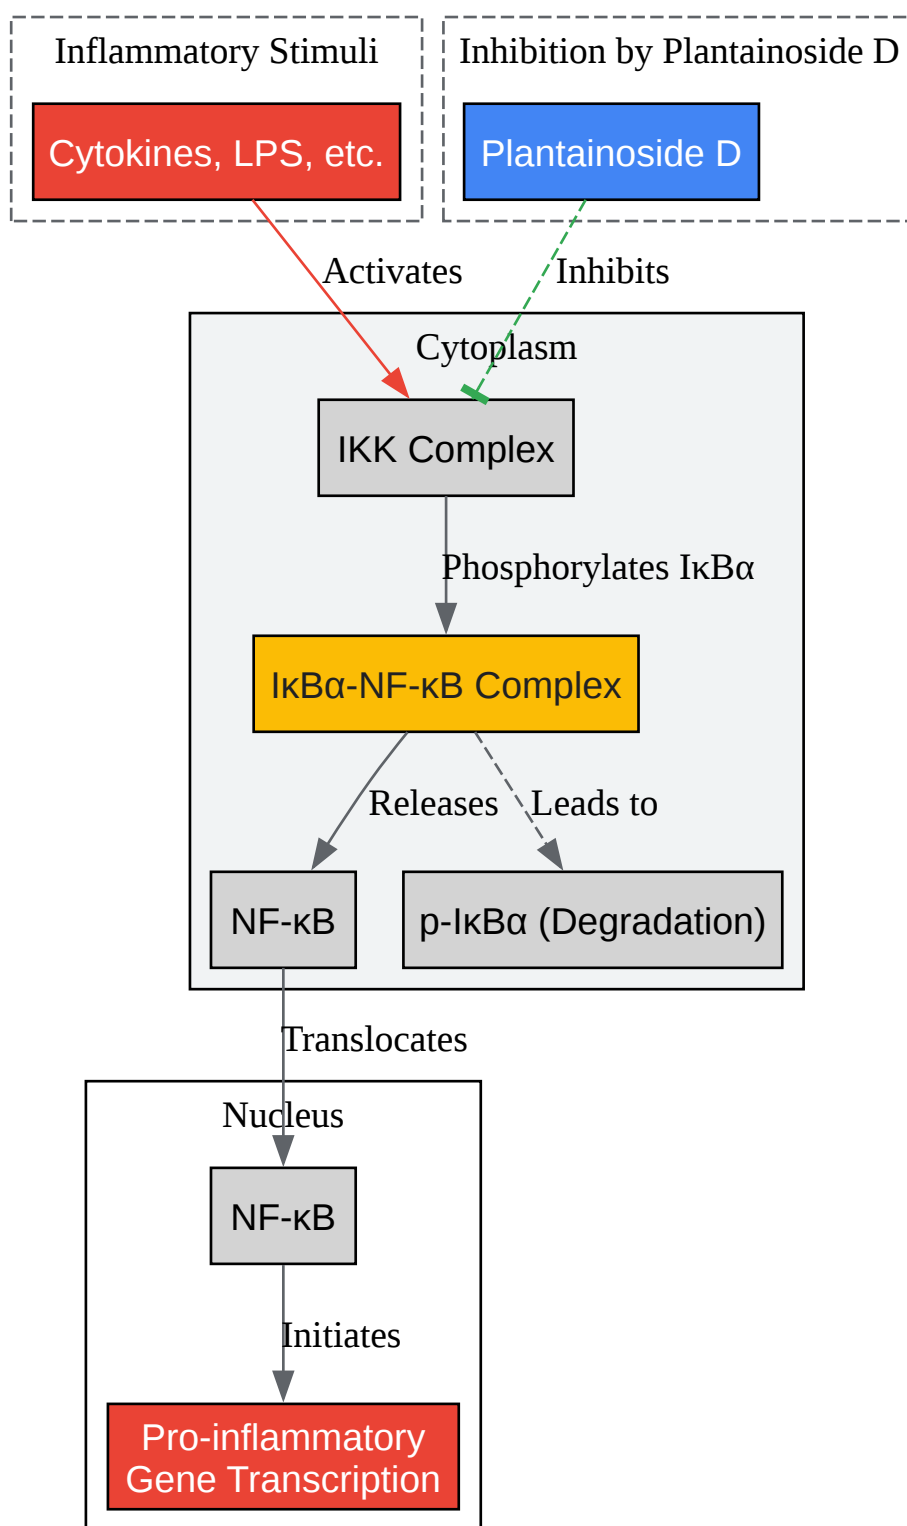 Inflammatory Stimuli
Inhibition by Plantainoside D
Cytokines, LPS, etc.
Plantainoside D
Activates
Inhibits
Cytoplasm
IKK Complex
Phosphorylates IκBα
IκBα-NF-κB Complex
Releases
Leads to
NF-κB
p-IκBα (Degradation)
Translocates
Nucleus
NF-κB
Initiates
Pro-inflammatory
Gene Transcription